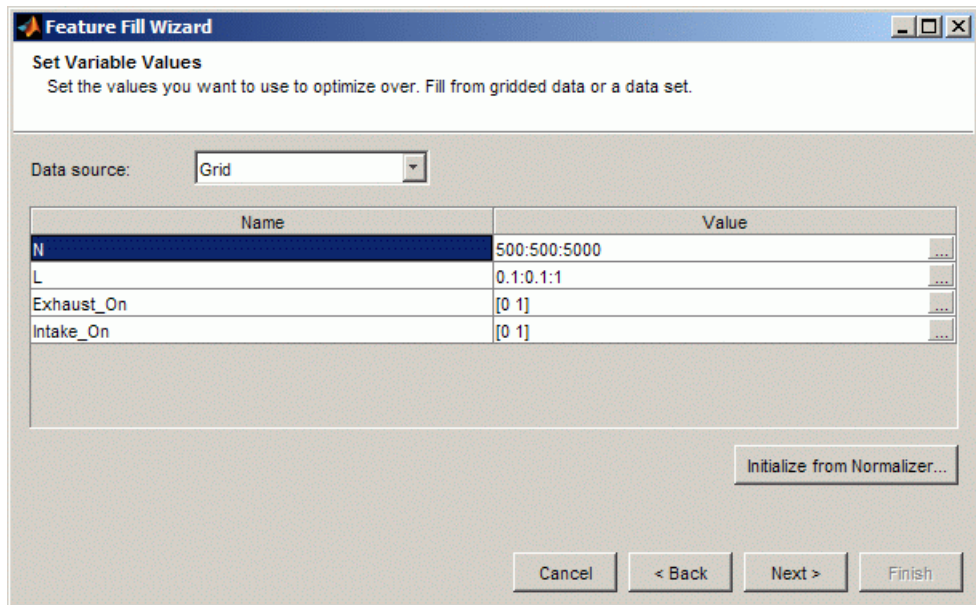 Feature Fill Wizard
Set Variable Values
Set the values you want to use to optimize over. Fill from gridded data or a data set.
Data source: Grid
Name Value
N 500:500:5000 ...
L 0.1:0.1:1 ...
Exhaust_On [0 1] ...
Intake_On [0 1] ...
Initialize from Normalizer...
Cancel < Back Next > Finish